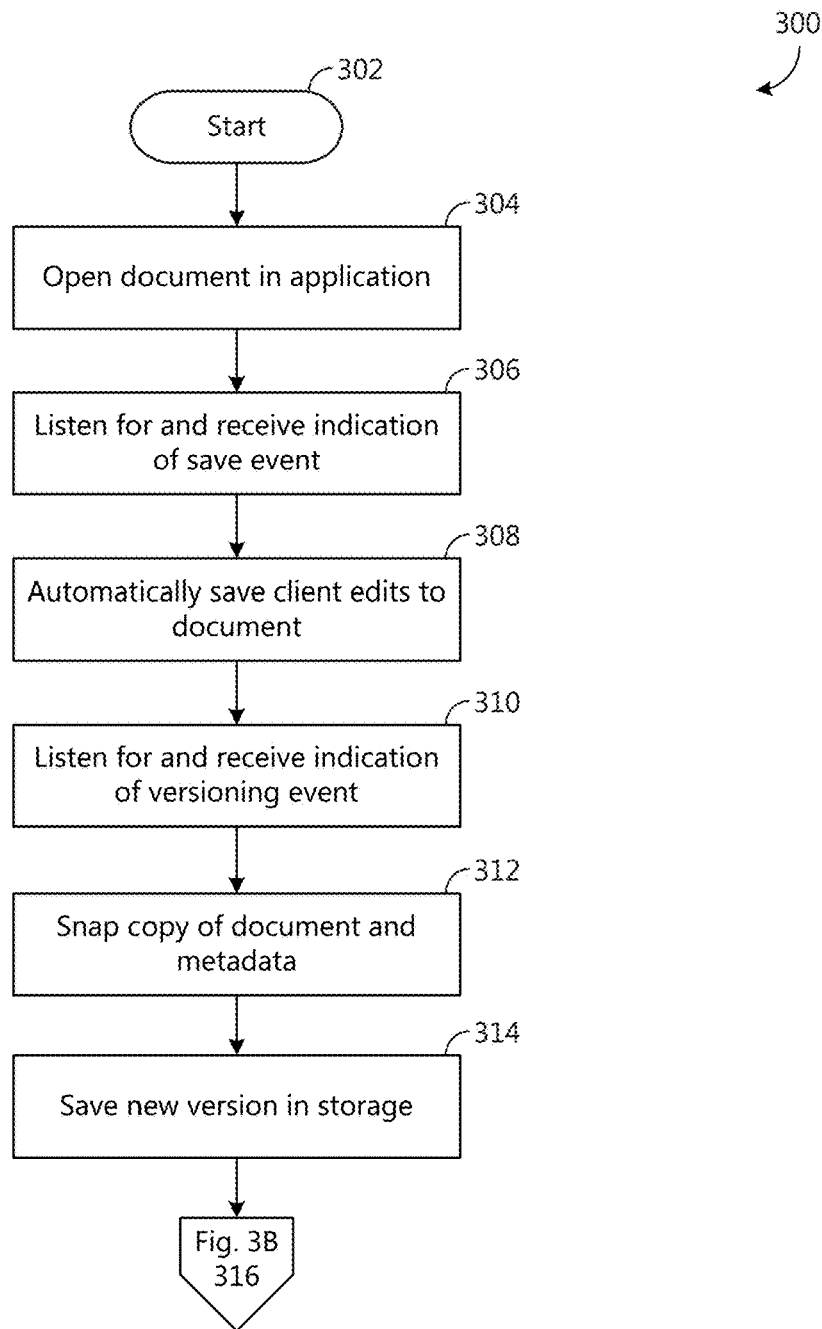 300
302
Start
304
Open document in application
306
Listen for and receive indication
of save event
308
Automatically save client edits to
document
310
Listen for and receive indication
of versioning event
312
Snap copy of document and
metadata
314
Save new version in storage
Fig. 3B
316